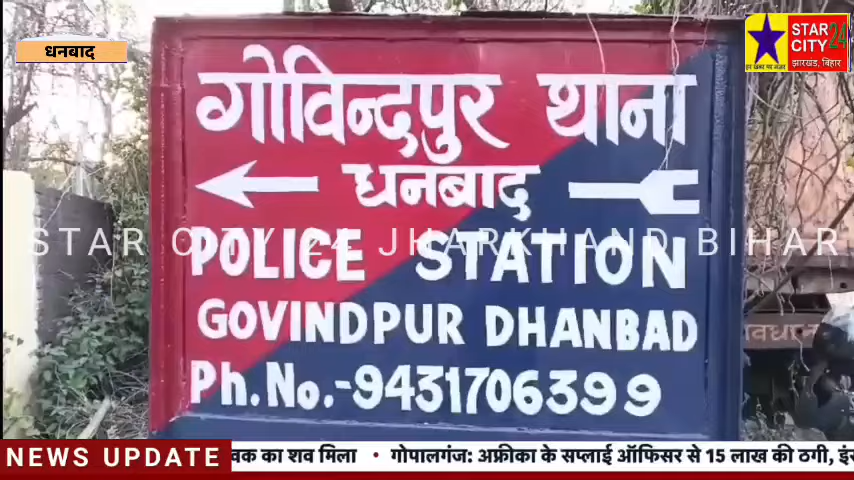 धनबाद
STAR
CITY 24
झारखंड, बिहार
गोविन्दपुर थाना
धनबाद
STAR CITY 24 JHARKHAND BIHAR
POLICE STATION
GOVINDPUR DHANBAD
Ph. No.-9431706399
NEWS UPDATE
वक का शव मिला • गोपालगंज: अफ्रीका के सप्लाई ऑफिसर से 15 लाख की ठगी,